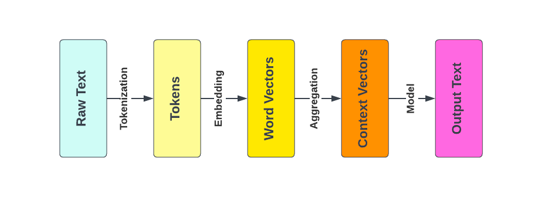 Raw Text
Tokenization
Tokens
Embedding
Word Vectors
Aggregation
Context Vectors
Model
Output Text